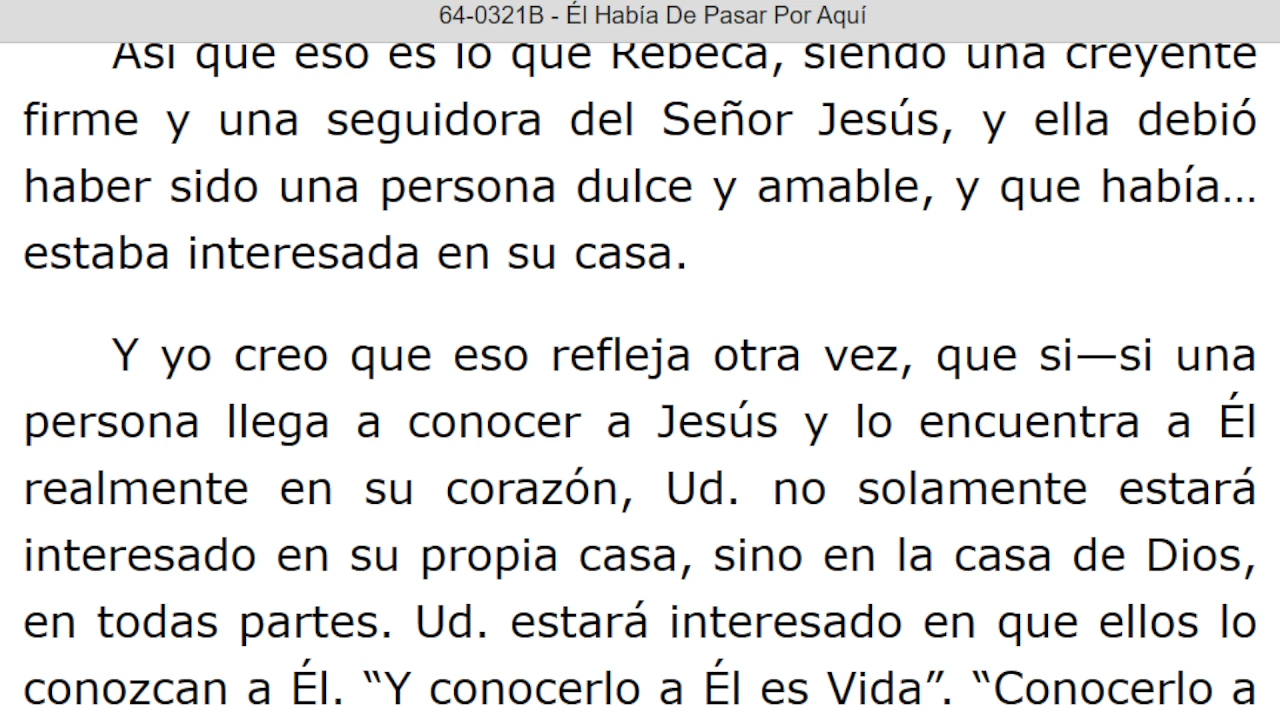 64-0321B - Él Había De Pasar Por Aquí
Así que eso es lo que Rebeca, siendo una creyente
firme y una seguidora del Señor Jesús, y ella debió
haber sido una persona dulce y amable, y que había...
estaba interesada en su casa.
Y yo creo que eso refleja otra vez, que si—si una
persona llega a conocer a Jesús y lo encuentra a Él
realmente en su corazón, Ud. no solamente estará
interesado en su propia casa, sino en la casa de Dios,
en todas partes. Ud. estará interesado en que ellos lo
conozcan a Él. “Y conocerlo a Él es Vida”. “Conocerlo a